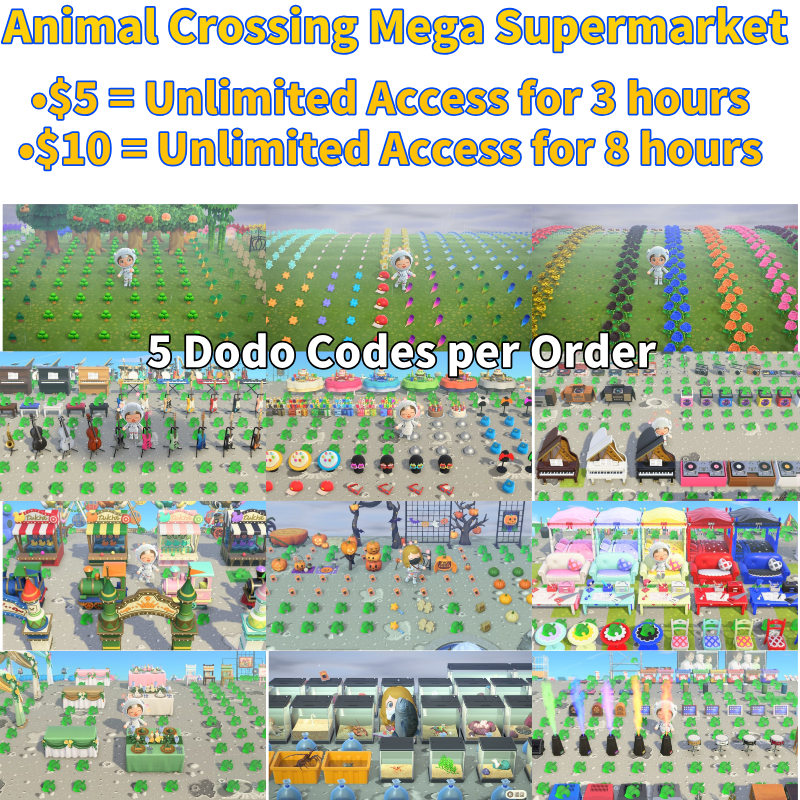 Animal Crossing Mega Supermarket
•$5 = Unlimited Access for 3 hours
•$10 = Unlimited Access for 8 hours
5 Dodo Codes per Order